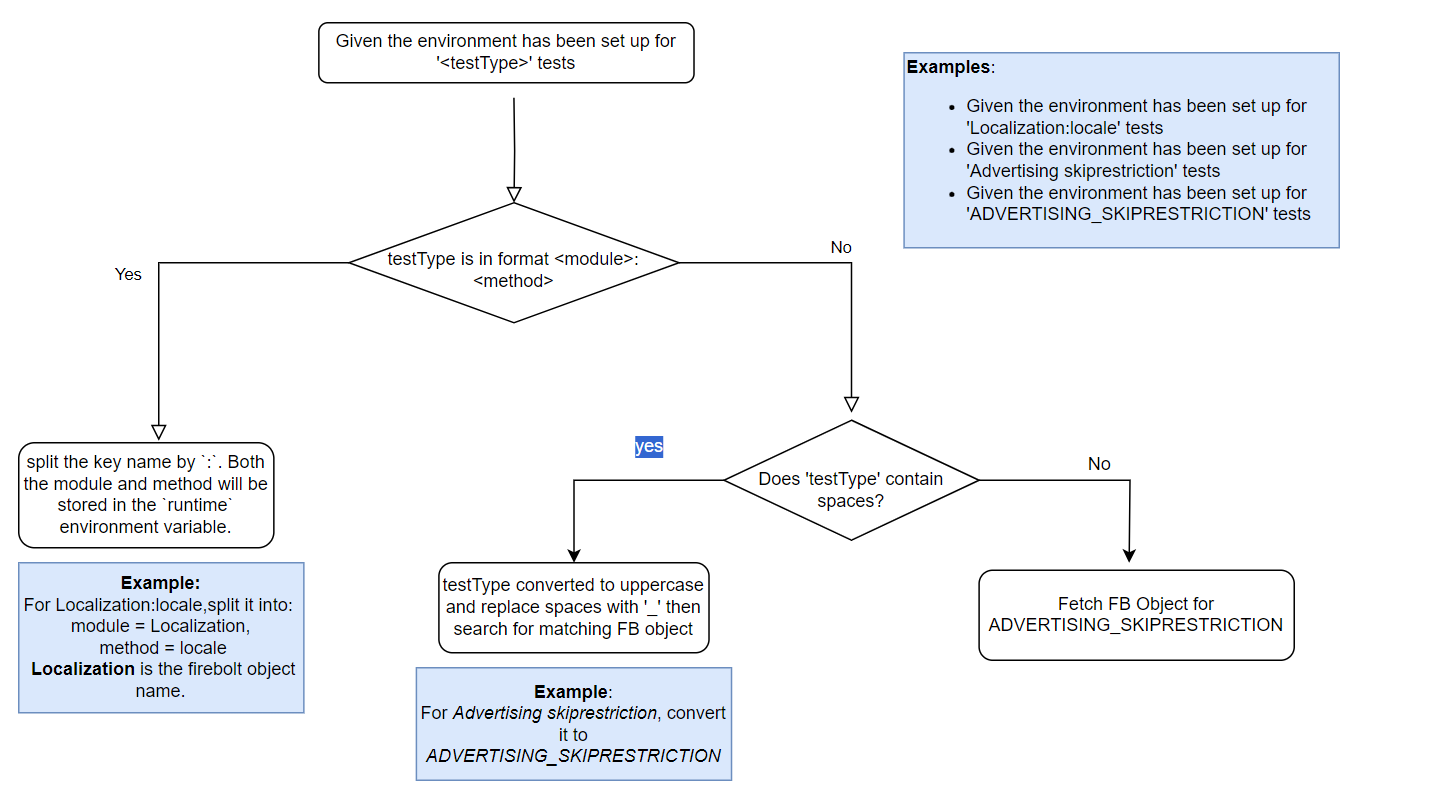 Given the environment has been set up for
'<testType>' tests
Examples:
Given the environment has been set up for
'Localization:locale' tests
Given the environment has been set up for
'Advertising skiprestriction' tests
Given the environment has been set up for
'ADVERTISING_SKIPRESTRICTION' tests
testType is in format <module>:
<method>
Yes
No
split the key name by `:`. Both
the module and method will be
stored in the `runtime`
environment variable.
Example:
For Localization:locale,split it into:
module = Localization,
method = locale
Localization is the firebolt object
name.
Does 'testType' contain
spaces?
yes
No
testType converted to uppercase
and replace spaces with '_' then
search for matching FB object
Example:
For Advertising skiprestriction, convert
it to
ADVERTISING_SKIPRESTRICTION
Fetch FB Object for
ADVERTISING_SKIPRESTRICTION